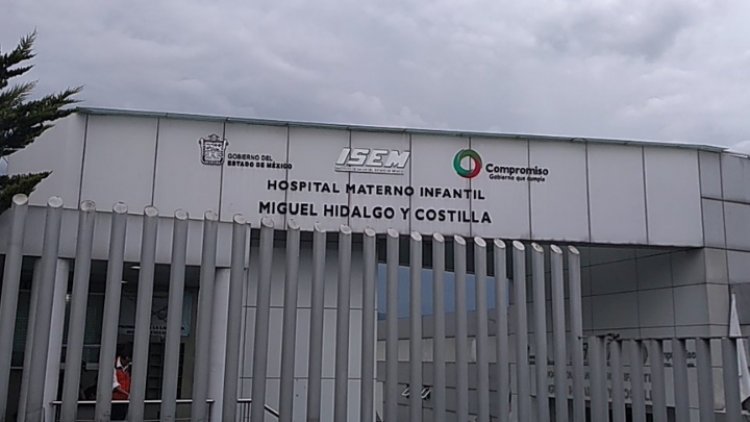 GOBIERNO DEL
ESTADO DE MÉXICO
ISEM
Compromiso
Gobierno que cumple
HOSPITAL MATERNO INFANTIL
MIGUEL HIDALGO Y COSTILLA